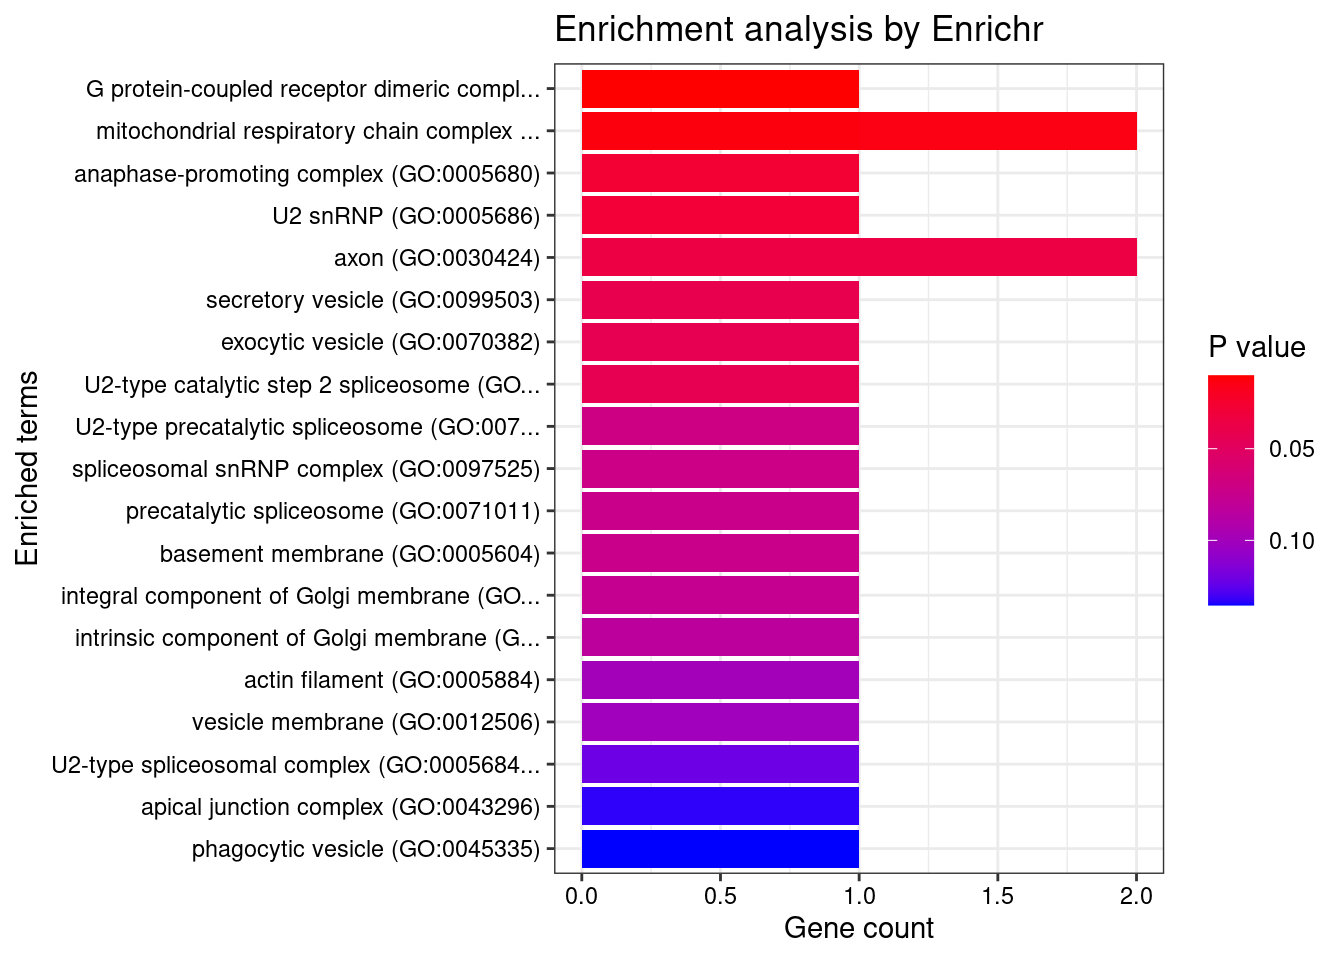 Enrichment analysis by Enrichr
G protein-coupled receptor dimeric compl...
mitochondrial respiratory chain complex ...
anaphase-promoting complex (GO:0005680)
U2 snRNP (GO:0005686)
axon (GO:0030424)
secretory vesicle (GO:0099503)
exocytic vesicle (GO:0070382)
U2-type catalytic step 2 spliceosome (GO...
U2-type precatalytic spliceosome (GO:007...
spliceosomal snRNP complex (GO:0097525)
precatalytic spliceosome (GO:0071011)
basement membrane (GO:0005604)
integral component of Golgi membrane (GO...
intrinsic component of Golgi membrane (G...
actin filament (GO:0005884)
vesicle membrane (GO:0012506)
U2-type spliceosomal complex (GO:0005684...
apical junction complex (GO:0043296)
phagocytic vesicle (GO:0045335)
Enriched terms
0.0 0.5 1.0 1.5 2.0
Gene count
P value
0.05
0.10